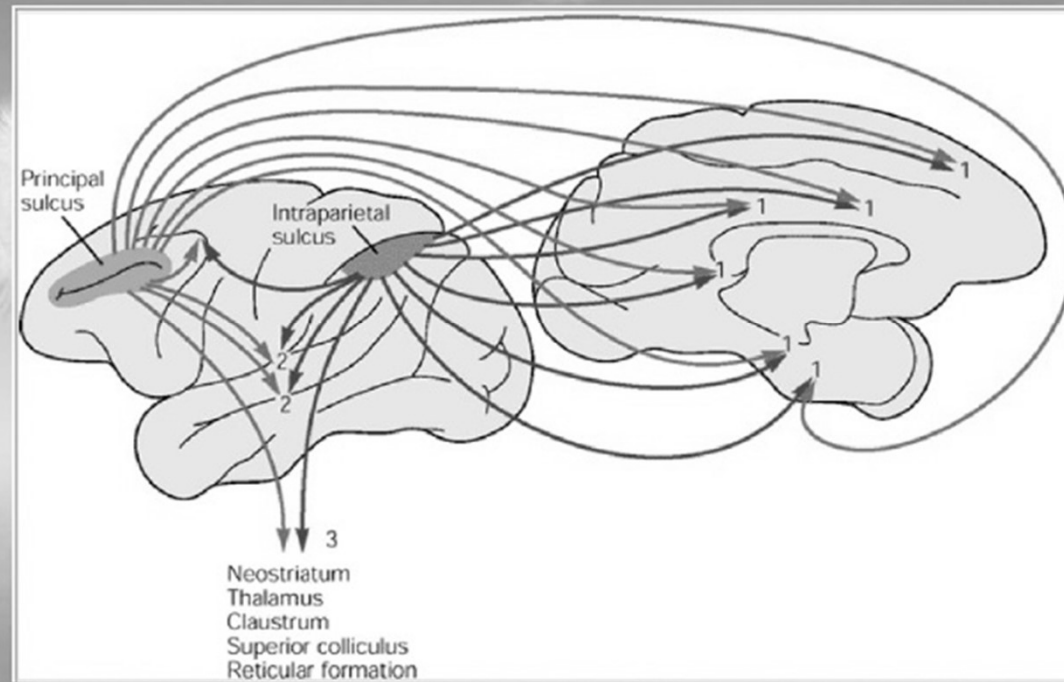 Principal
sulcus
Intraparietal
sulcus
1
1
1
1
1
1
2
2
3
Neostriatum
Thalamus
Claustrum
Superior colliculus
Reticular formation